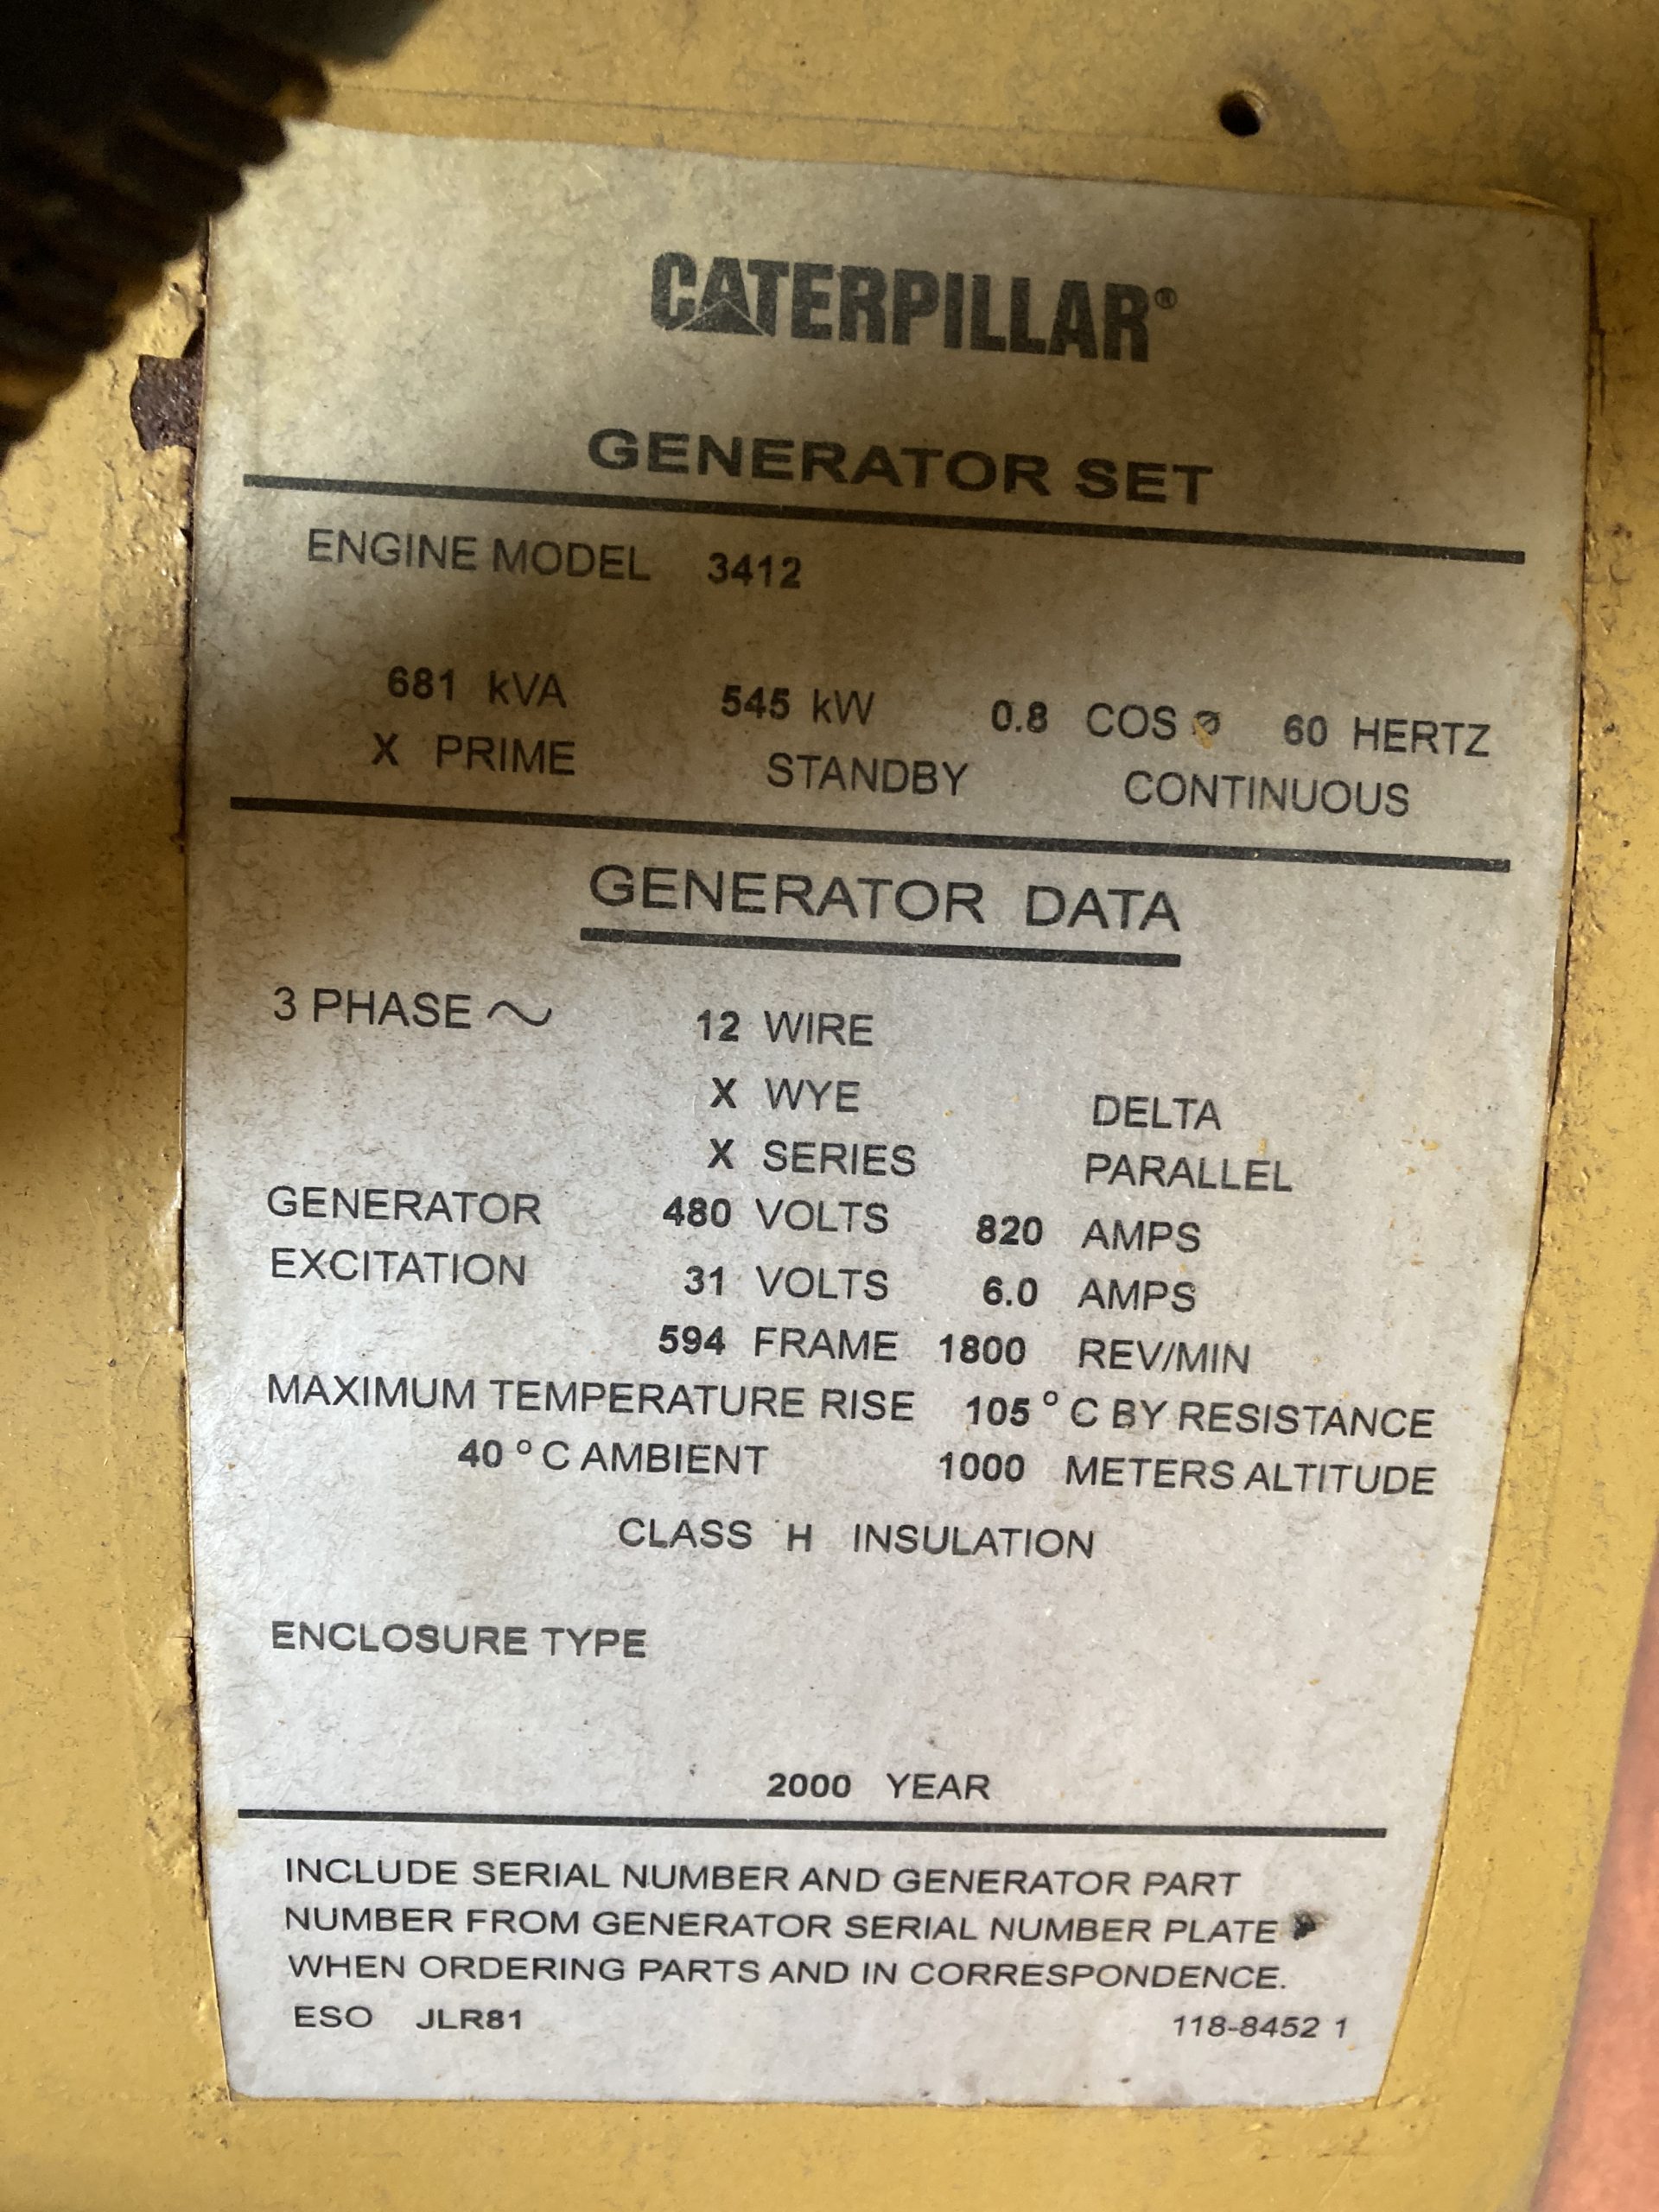 CATERPILLAR®
GENERATOR SET
ENGINE MODEL 3412
681 kVA 545 kW 0.8 COS ø 60 HERTZ
X PRIME STANDBY CONTINUOUS
GENERATOR DATA
3 PHASE ~ 12 WIRE
X WYE DELTA
X SERIES PARALLEL
GENERATOR 480 VOLTS 820 AMPS
EXCITATION 31 VOLTS 6.0 AMPS
594 FRAME 1800 REV/MIN
MAXIMUM TEMPERATURE RISE 105 ° C BY RESISTANCE
40 ° C AMBIENT 1000 METERS ALTITUDE
CLASS H INSULATION
ENCLOSURE TYPE
2000 YEAR
INCLUDE SERIAL NUMBER AND GENERATOR PART
NUMBER FROM GENERATOR SERIAL NUMBER PLATE
WHEN ORDERING PARTS AND IN CORRESPONDENCE.
ESO JLR81 118-8452 1